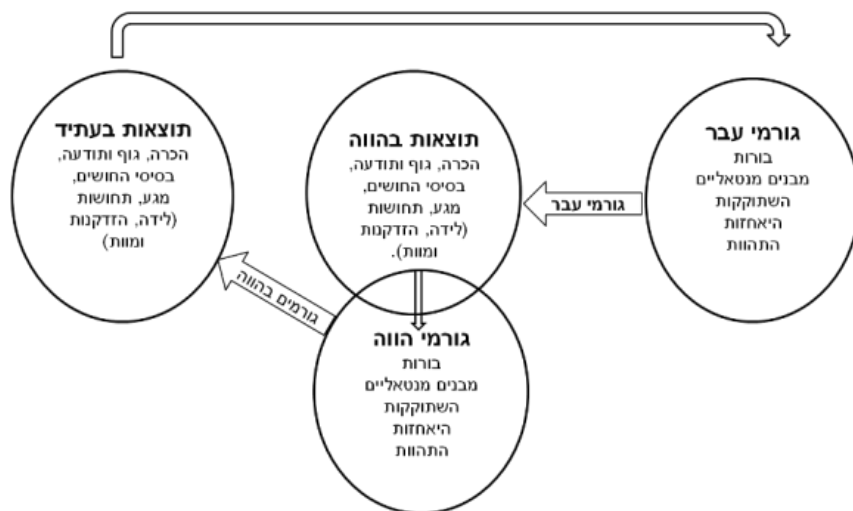 גורמי עבר
בורות
מבנים מנטאליים
השתוקקות
היאחזות
התהוות
גורמי עבר
תוצאות בהווה
הכרה, גוף ותודעה,
בסיסי החושים,
מגע, תחושות
(לידה, הזדקנות
ומוות).
גורמי הווה
בורות
מבנים מנטאליים
השתוקקות
היאחזות
התהוות
גורמים בהווה
תוצאות בעתיד
הכרה, גוף ותודעה,
בסיסי החושים,
מגע, תחושות
(לידה, הזדקנות
ומוות)